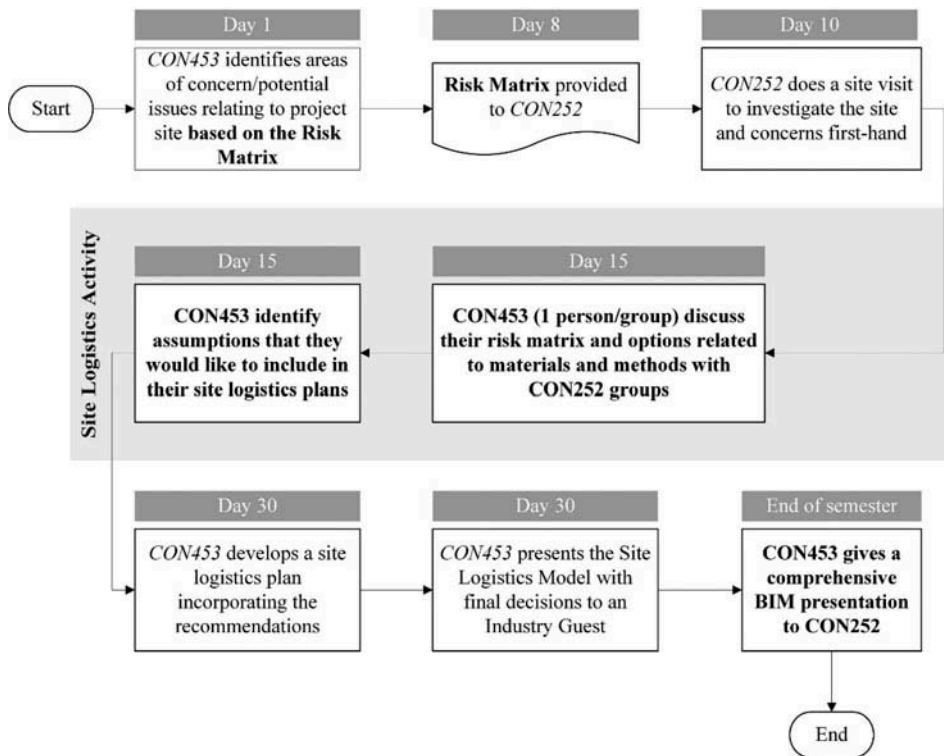 Day 1
Day 8
Day 10
Start
CON453 identifies areas
of concern/potential
issues relating to project
site based on the Risk
Matrix
Risk Matrix provided
to CON252
CON252 does a site visit
to investigate the site
and concerns first-hand
Site Logistics Activity
Day 15
Day 15
CON453 identify
assumptions that they
would like to include in
their site logistics plans
CON453 (1 person/group) discuss
their risk matrix and options related
to materials and methods with
CON252 groups
Day 30
Day 30
End of semester
CON453 develops a site
logistics plan
incorporating the
recommendations
CON453 presents the Site
Logistics Model with
final decisions to an
Industry Guest
CON453 gives a
comprehensive
BIM presentation
to CON252
End